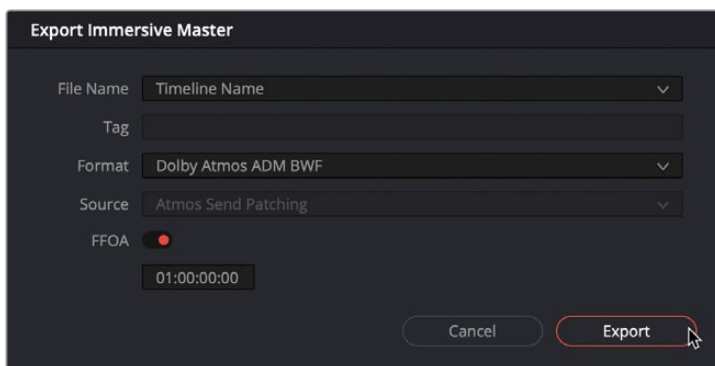 Export Immersive Master
File Name Timeline Name
Tag
Format Dolby Atmos ADM BWF
Source Atmos Send Patching
FFOA
01:00:00:00
Cancel Export